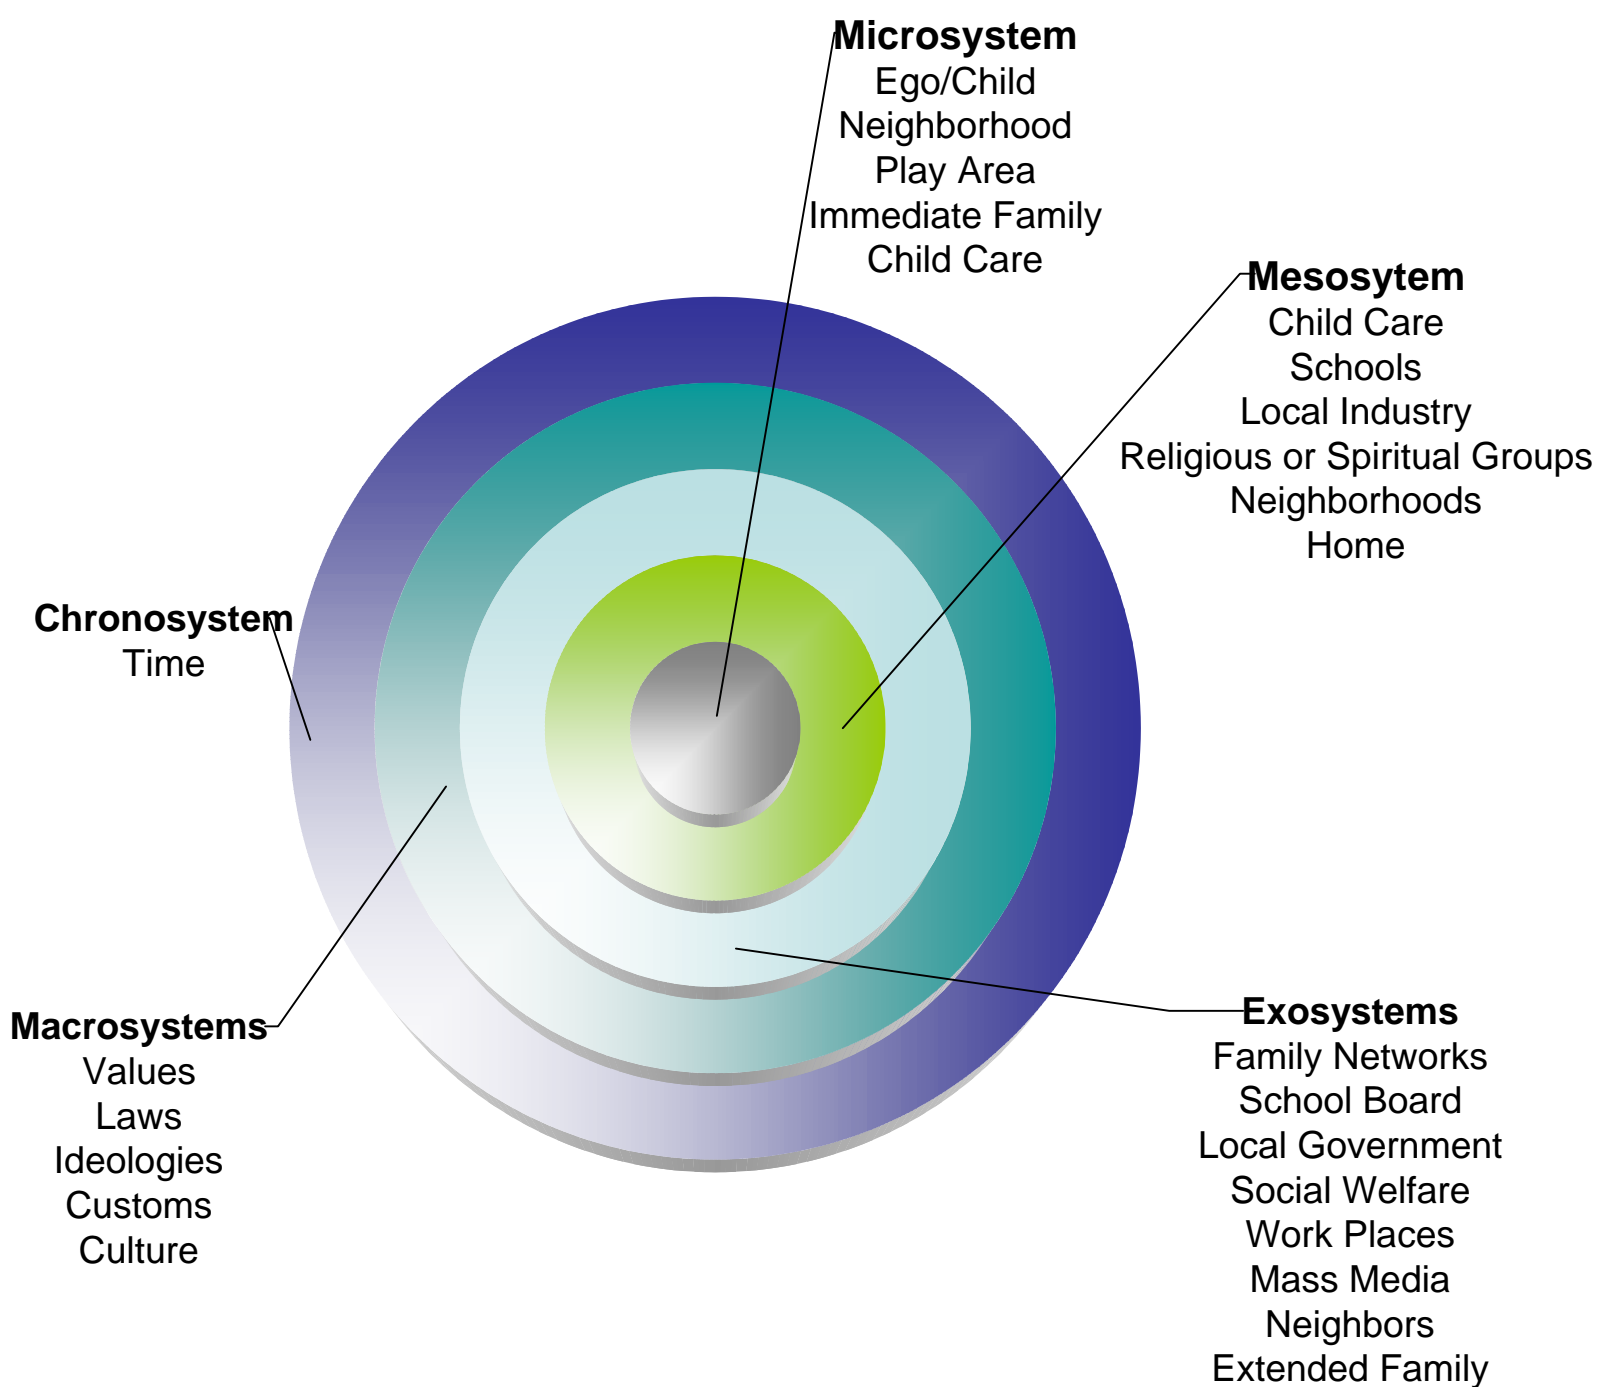 Microsystem
Ego/Child
Neighborhood
Play Area
Immediate Family
Child Care
Mesosytem
Child Care
Schools
Local Industry
Religious or Spiritual Groups
Neighborhoods
Home
Chronosystem
Time
Macrosystems
Values
Laws
Ideologies
Customs
Culture
Exosystems
Family Networks
School Board
Local Government
Social Welfare
Work Places
Mass Media
Neighbors
Extended Family